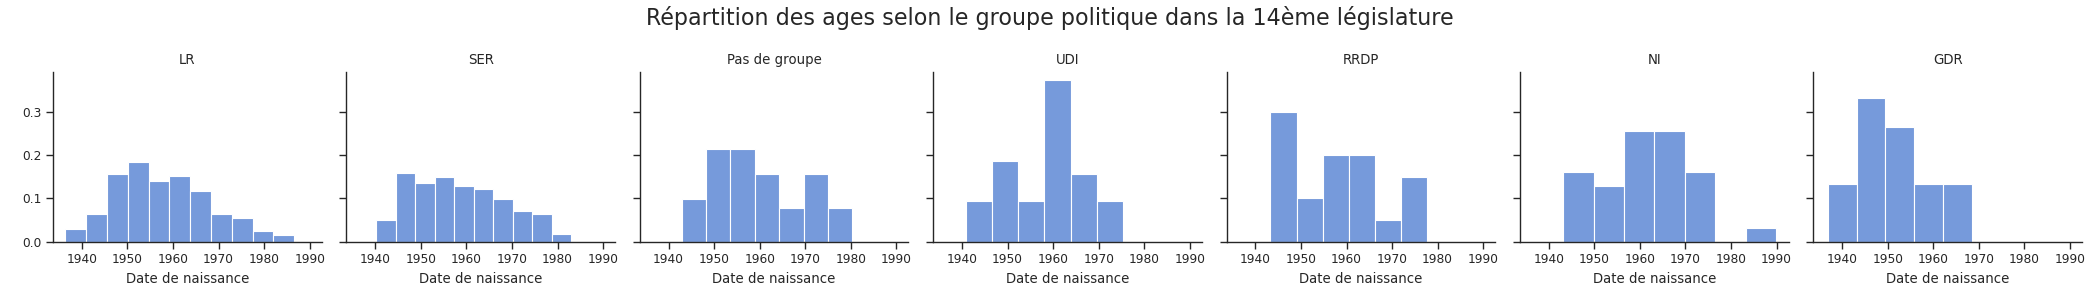 Répartition des ages selon le groupe politique dans la 14ème législature
LR
SER
Pas de groupe
UDI
RRDP
NI
GDR
0.3
0.2
0.1
0.0
1940 1950 1960 1970 1980 1990
1940 1950 1960 1970 1980 1990
1940 1950 1960 1970 1980 1990
1940 1950 1960 1970 1980 1990
1940 1950 1960 1970 1980 1990
1940 1950 1960 1970 1980 1990
1940 1950 1960 1970 1980 1990
Date de naissance
Date de naissance
Date de naissance
Date de naissance
Date de naissance
Date de naissance
Date de naissance